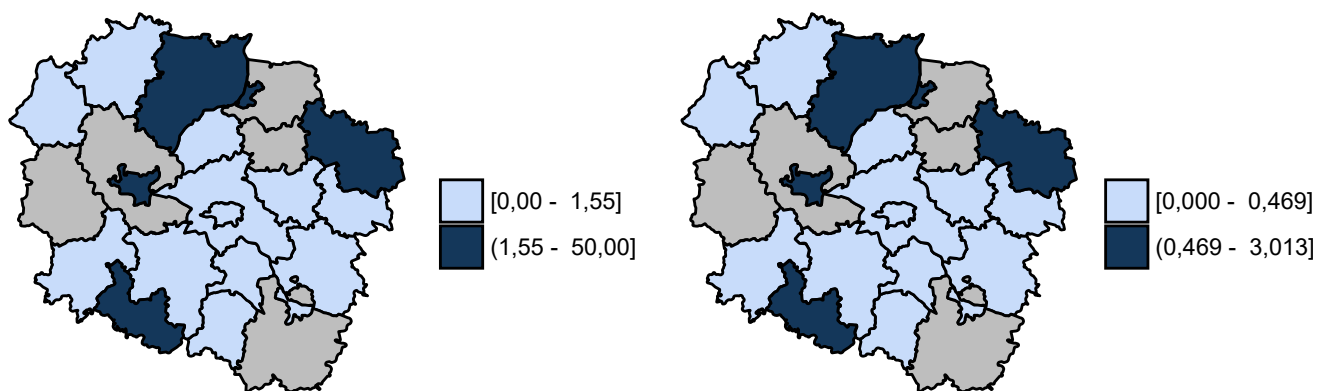 [0,00 -  1,55]
(1,55 -  50,00]
[0,000 -  0,469]
(0,469 -  3,013]